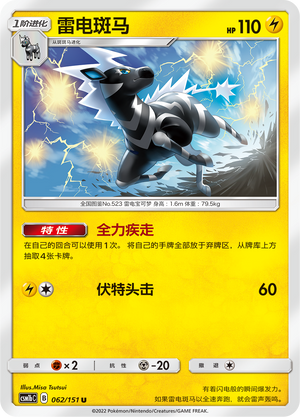 1阶进化
雷电斑马
HP 110
从斑斑马进化
全国图鉴No.523 雷电宝可梦 身高：1.6m 体重：79.5kg
特性 全力疾走
在自己的回合可以使用1次。将自己的手牌全部放于弃牌区，从牌库上方
抽取4张卡牌。
伏特头击 60
弱点 ×2 抗性 -20 撤退
Illus.Misa Tsutsui
CSM1b C B 062/151 U
有着闪电般的瞬间爆发力。
如果雷电斑马以全速奔跑，就会雷声轰鸣。
©2022 Pokémon/Nintendo/Creatures/GAME FREAK.